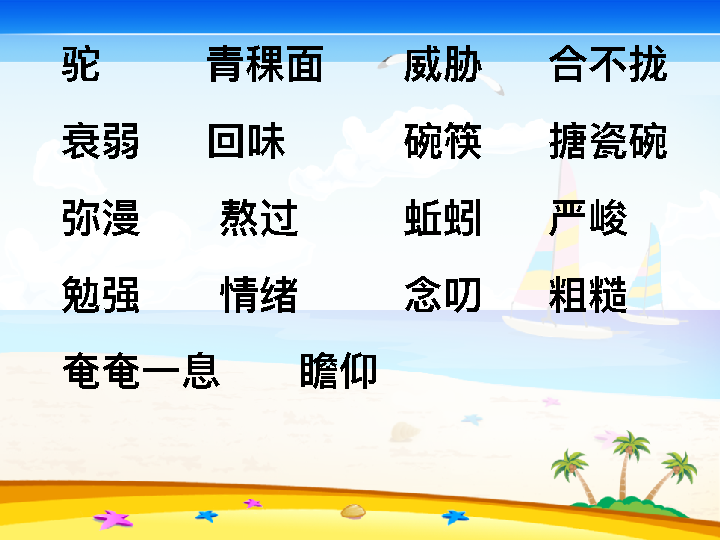 驼 青稞面 威胁 合不拢
衰弱 回味 碗筷 搪瓷碗
弥漫 熬过 蚯蚓 严峻
勉强 情绪 念叨 粗糙
奄奄一息 瞻仰